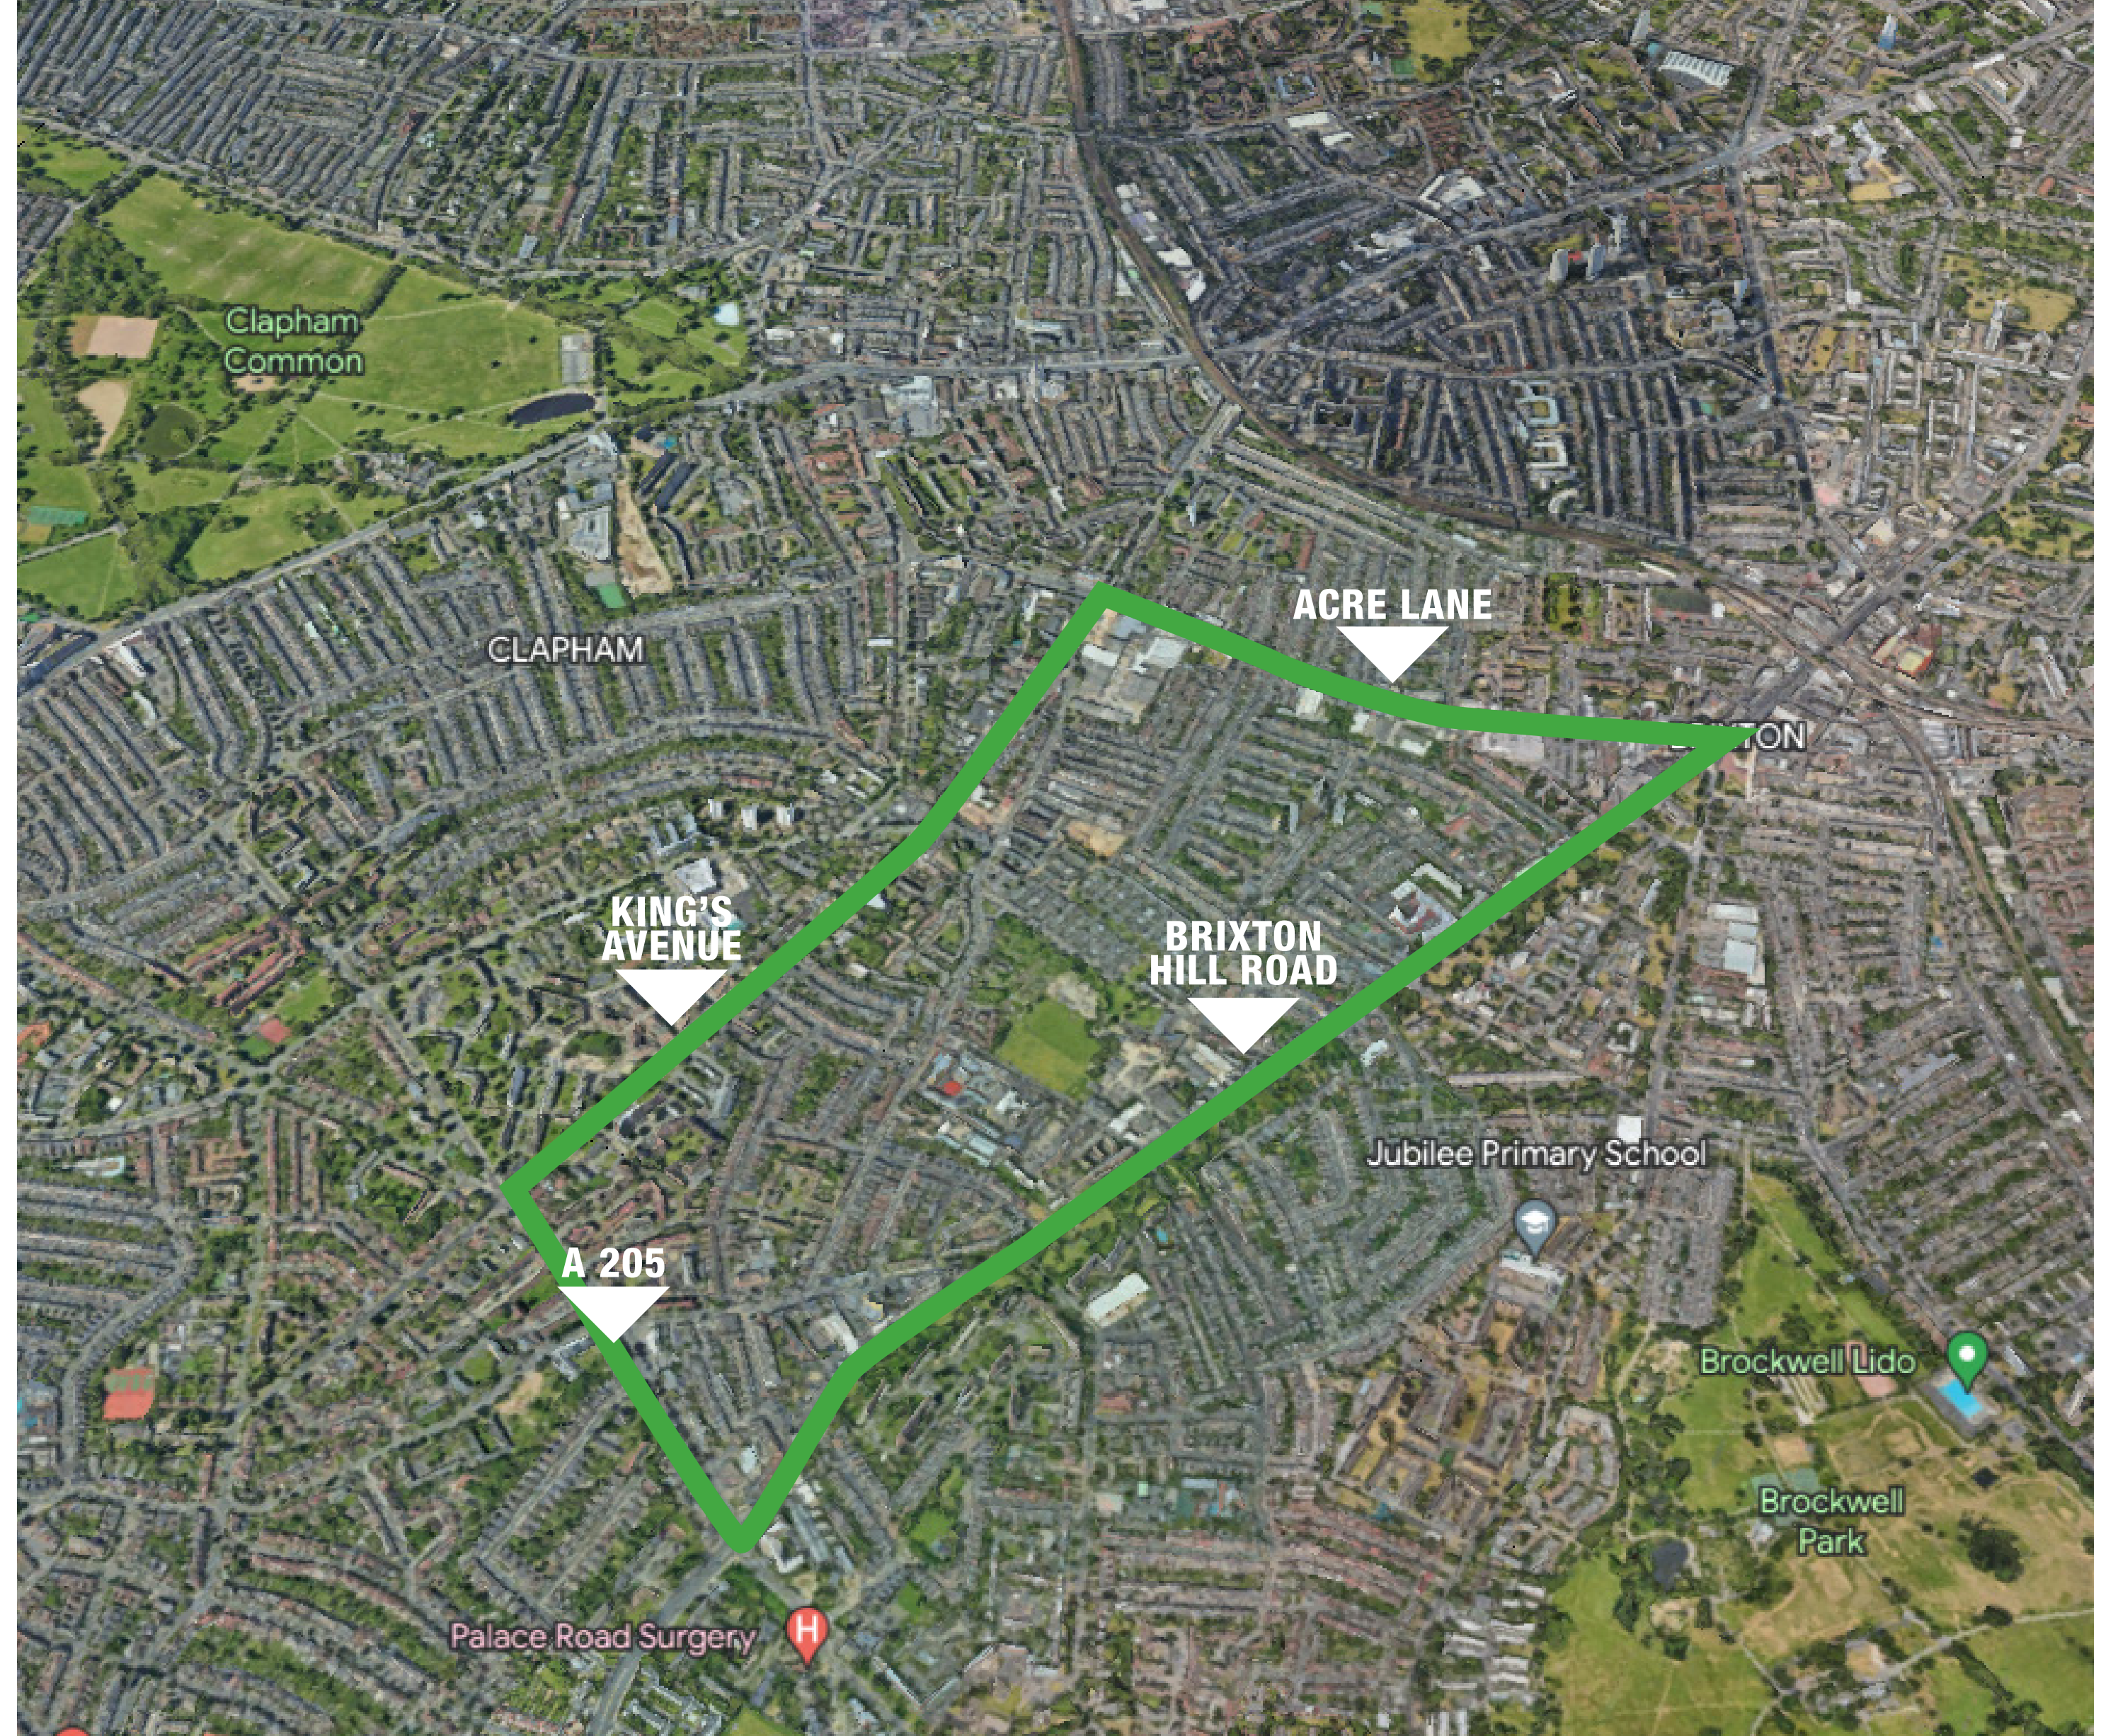 Clapham
Common
ACRE LANE
CLAPHAM
TON
KING'S
AVENUE
BRIXTON
HILL ROAD
Jubilee Primary School
A 205
Brockwell Lido
Brockwell
Park
Palace Road Surgery
H